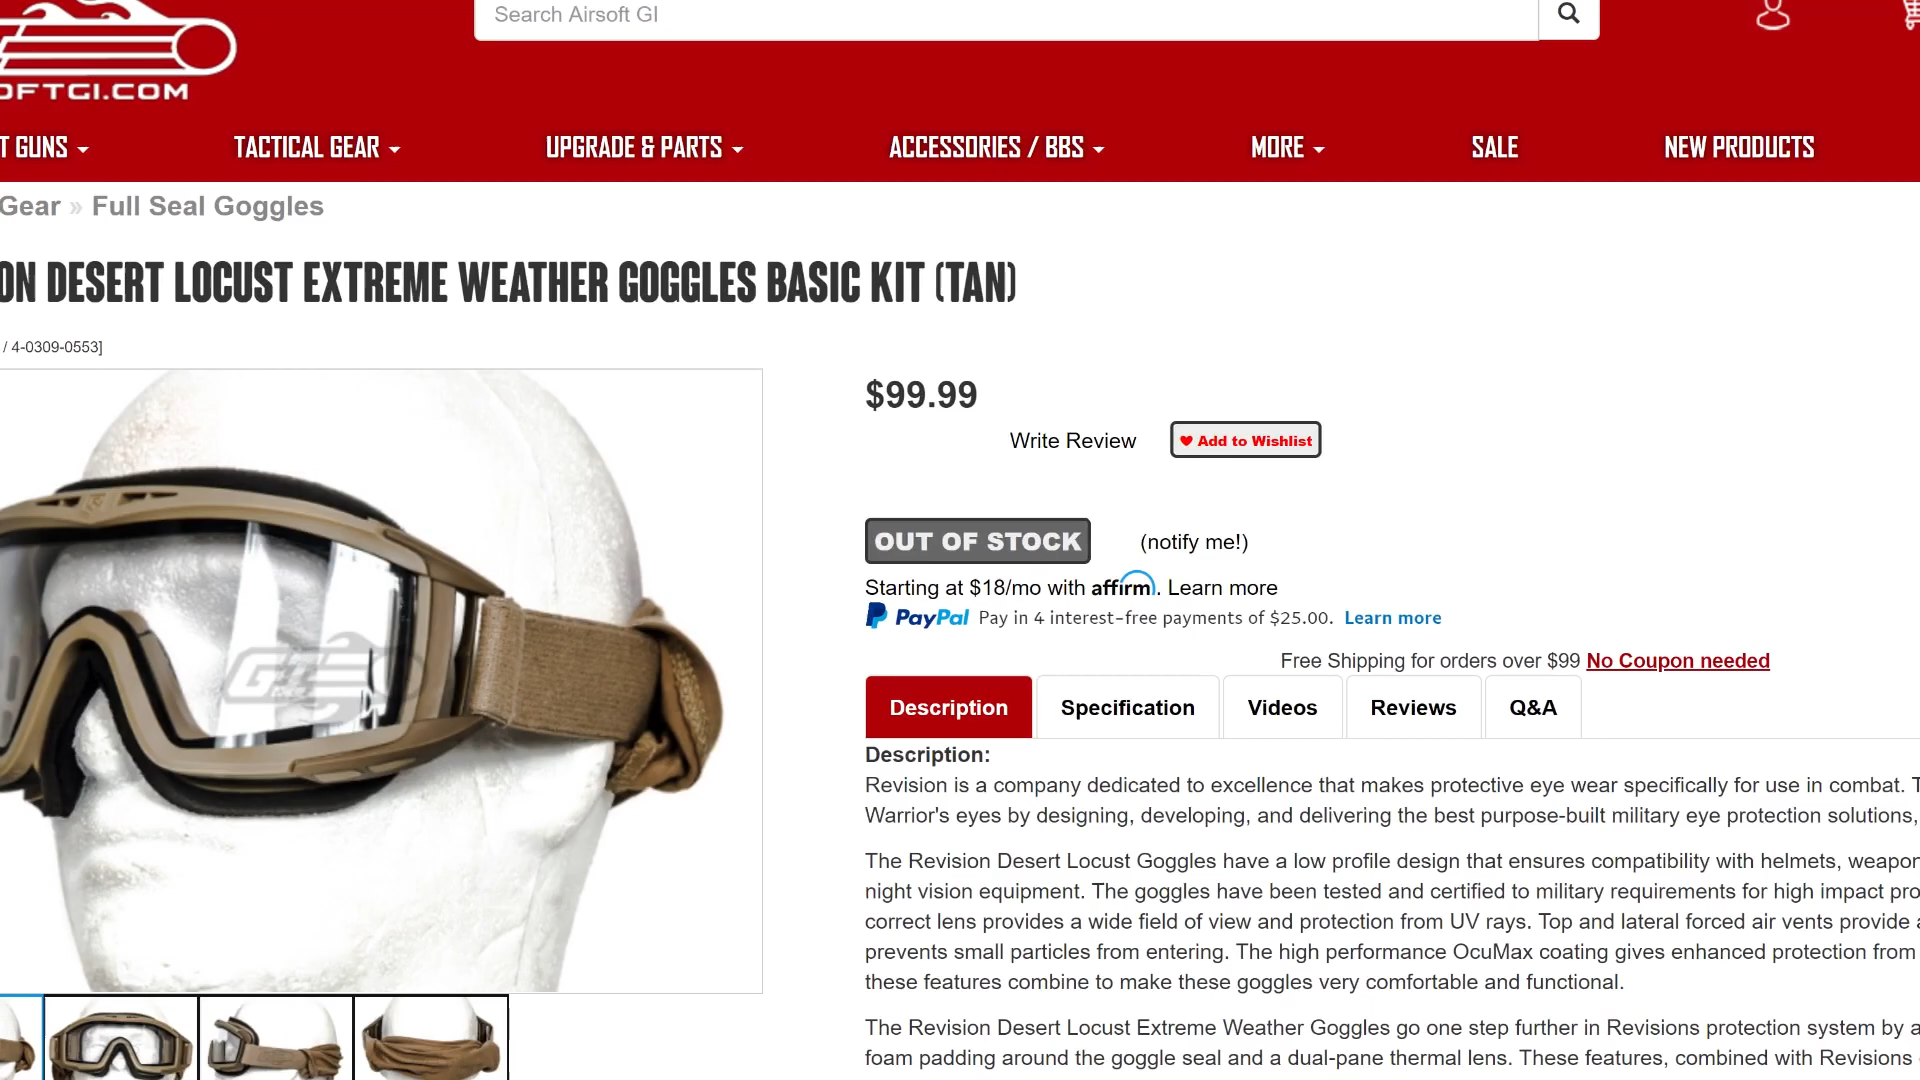 Search Airsoft GI
OFTGI.COM
T GUNS
TACTICAL GEAR
UPGRADE & PARTS
ACCESSORIES / BBS
MORE
SALE
NEW PRODUCTS
Gear » Full Seal Goggles
ON DESERT LOCUST EXTREME WEATHER GOGGLES BASIC KIT (TAN)
/ 4-0309-0553]
$99.99
Write Review
Add to Wishlist
OUT OF STOCK
(notify me!)
Starting at $18/mo with affirm. Learn more
PayPal Pay in 4 interest-free payments of $25.00. Learn more
Free Shipping for orders over $99 No Coupon needed
Description
Specification
Videos
Reviews
Q&A
Description:
Revision is a company dedicated to excellence that makes protective eye wear specifically for use in combat. T
Warrior's eyes by designing, developing, and delivering the best purpose-built military eye protection solutions,
The Revision Desert Locust Goggles have a low profile design that ensures compatibility with helmets, weapon
night vision equipment. The goggles have been tested and certified to military requirements for high impact pro
correct lens provides a wide field of view and protection from UV rays. Top and lateral forced air vents provide a
prevents small particles from entering. The high performance OcuMax coating gives enhanced protection from
these features combine to make these goggles very comfortable and functional.
The Revision Desert Locust Extreme Weather Goggles go one step further in Revisions protection system by a
foam padding around the goggle seal and a dual-pane thermal lens. These features, combined with Revisions
GI